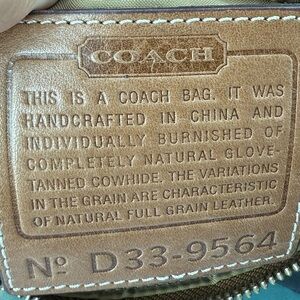 COACH
THIS IS A COACH BAG. IT WAS
HANDCRAFTED IN CHINA AND
INDIVIDUALLY BURNISHED OF
COMPLETELY NATURAL GLOVE-
TANNED COWHIDE. THE VARIATIONS
IN THE GRAIN ARE CHARACTERISTIC
OF NATURAL FULL GRAIN LEATHER.
Nº D33-9564